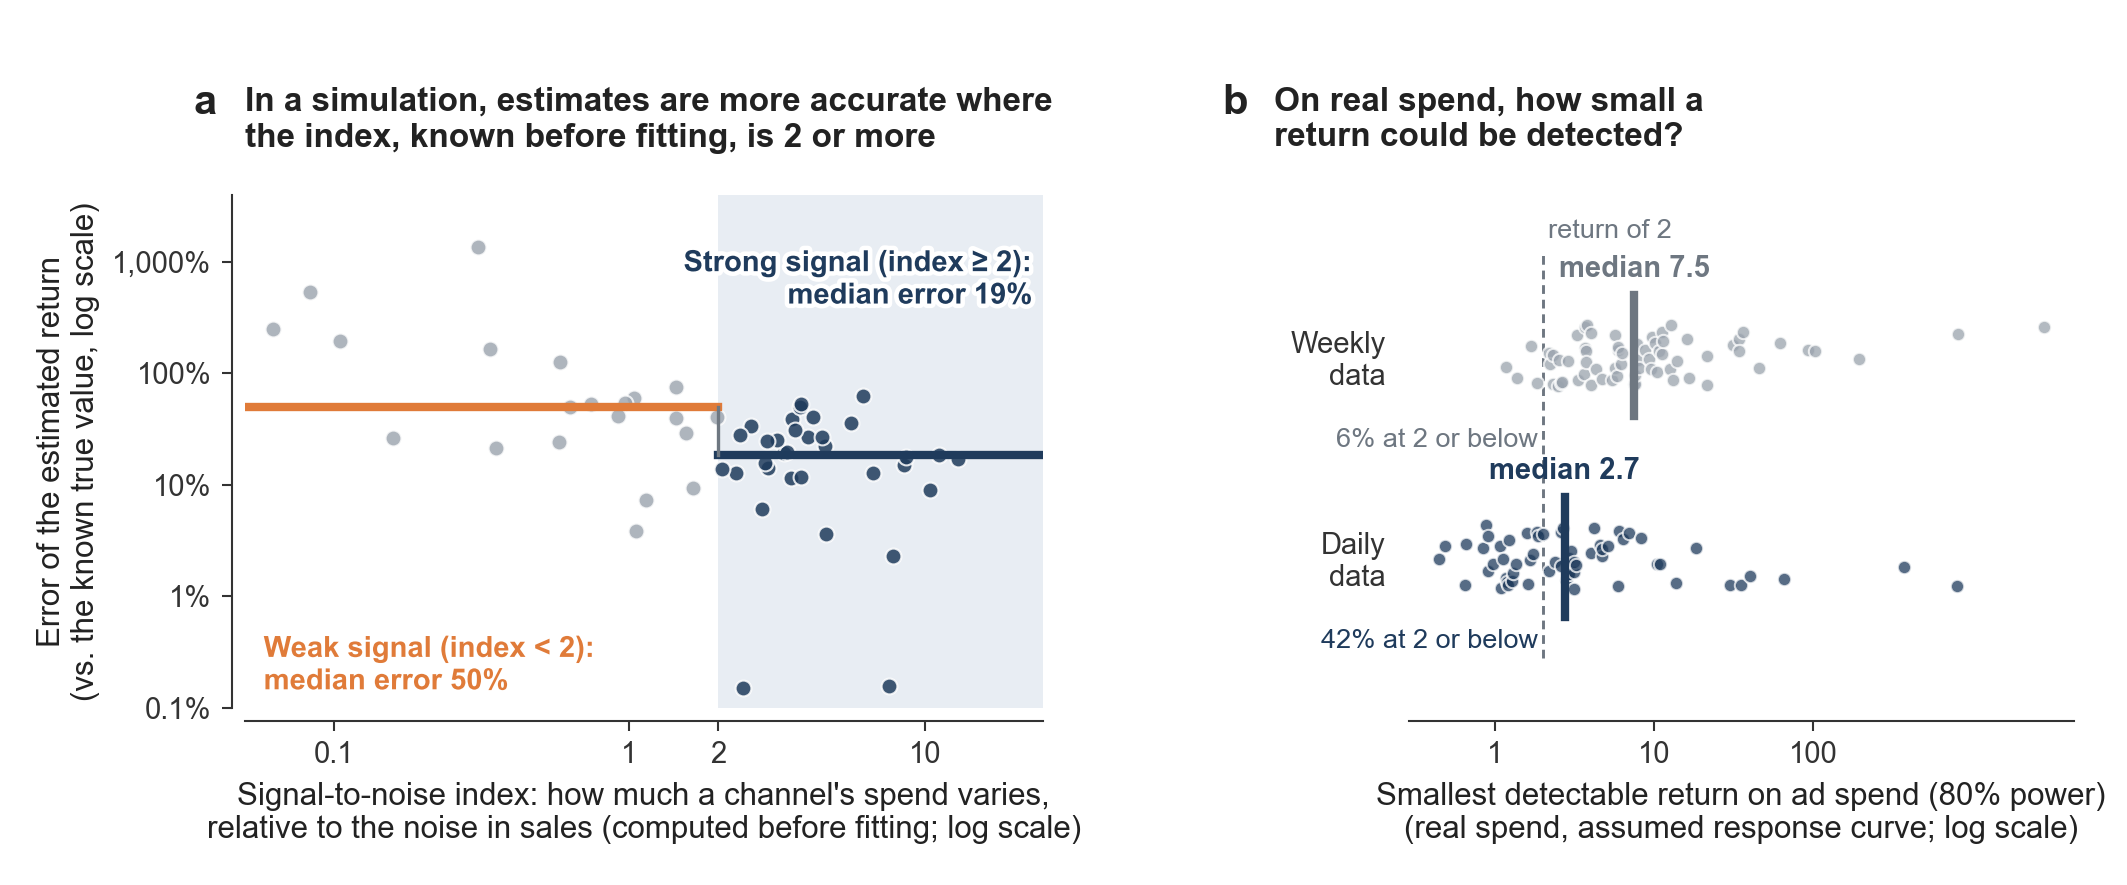 a In a simulation, estimates are more accurate where
the index, known before fitting, is 2 or more
Error of the estimated return
(vs. the known true value, log scale)
1,000%
100%
10%
1%
0.1%
Strong signal (index ≥ 2):
median error 19%
Weak signal (index < 2):
median error 50%
0.1 1 2 10
Signal-to-noise index: how much a channel's spend varies,
relative to the noise in sales (computed before fitting; log scale)
b On real spend, how small a
return could be detected?
return of 2
median 7.5
Weekly
data
6% at 2 or below
median 2.7
Daily
data
42% at 2 or below
1 10 100
Smallest detectable return on ad spend (80% power)
(real spend, assumed response curve; log scale)